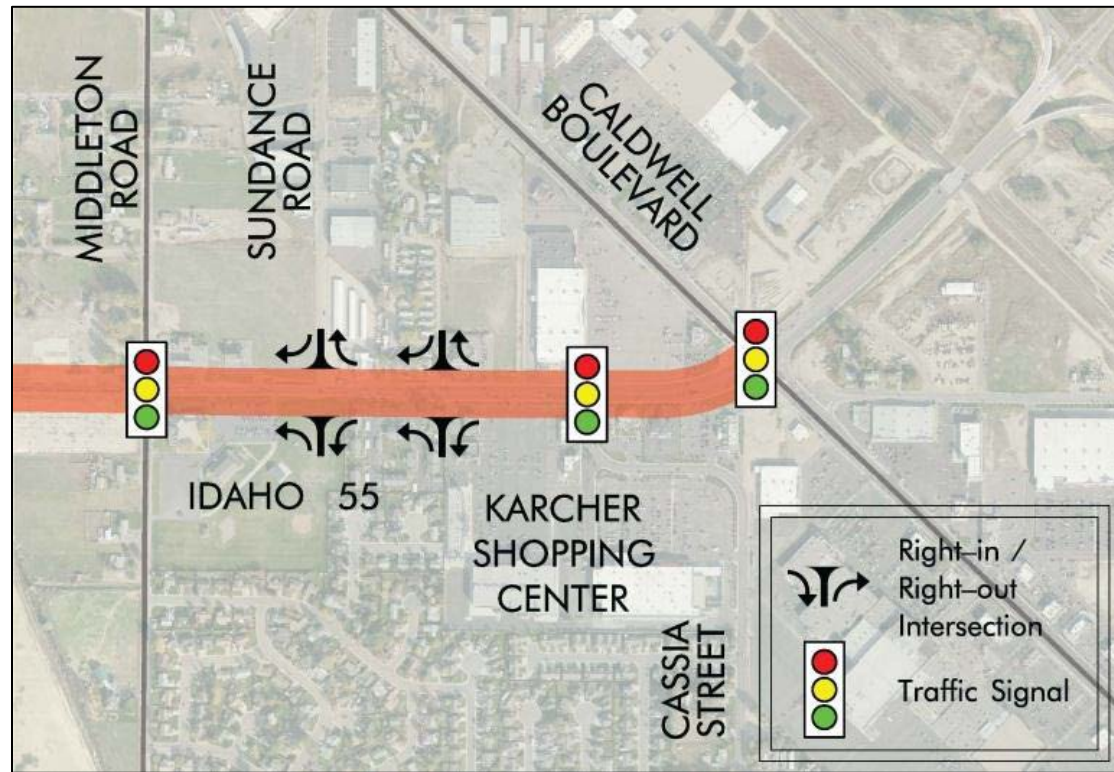 MIDDLETON
ROAD
SUNDANCE
ROAD
CALDWELL
BOULEVARD
IDAHO 55
KARCHER
SHOPPING
CENTER
CASSIA
STREET
Right–in /
Right–out
Intersection
Traffic Signal